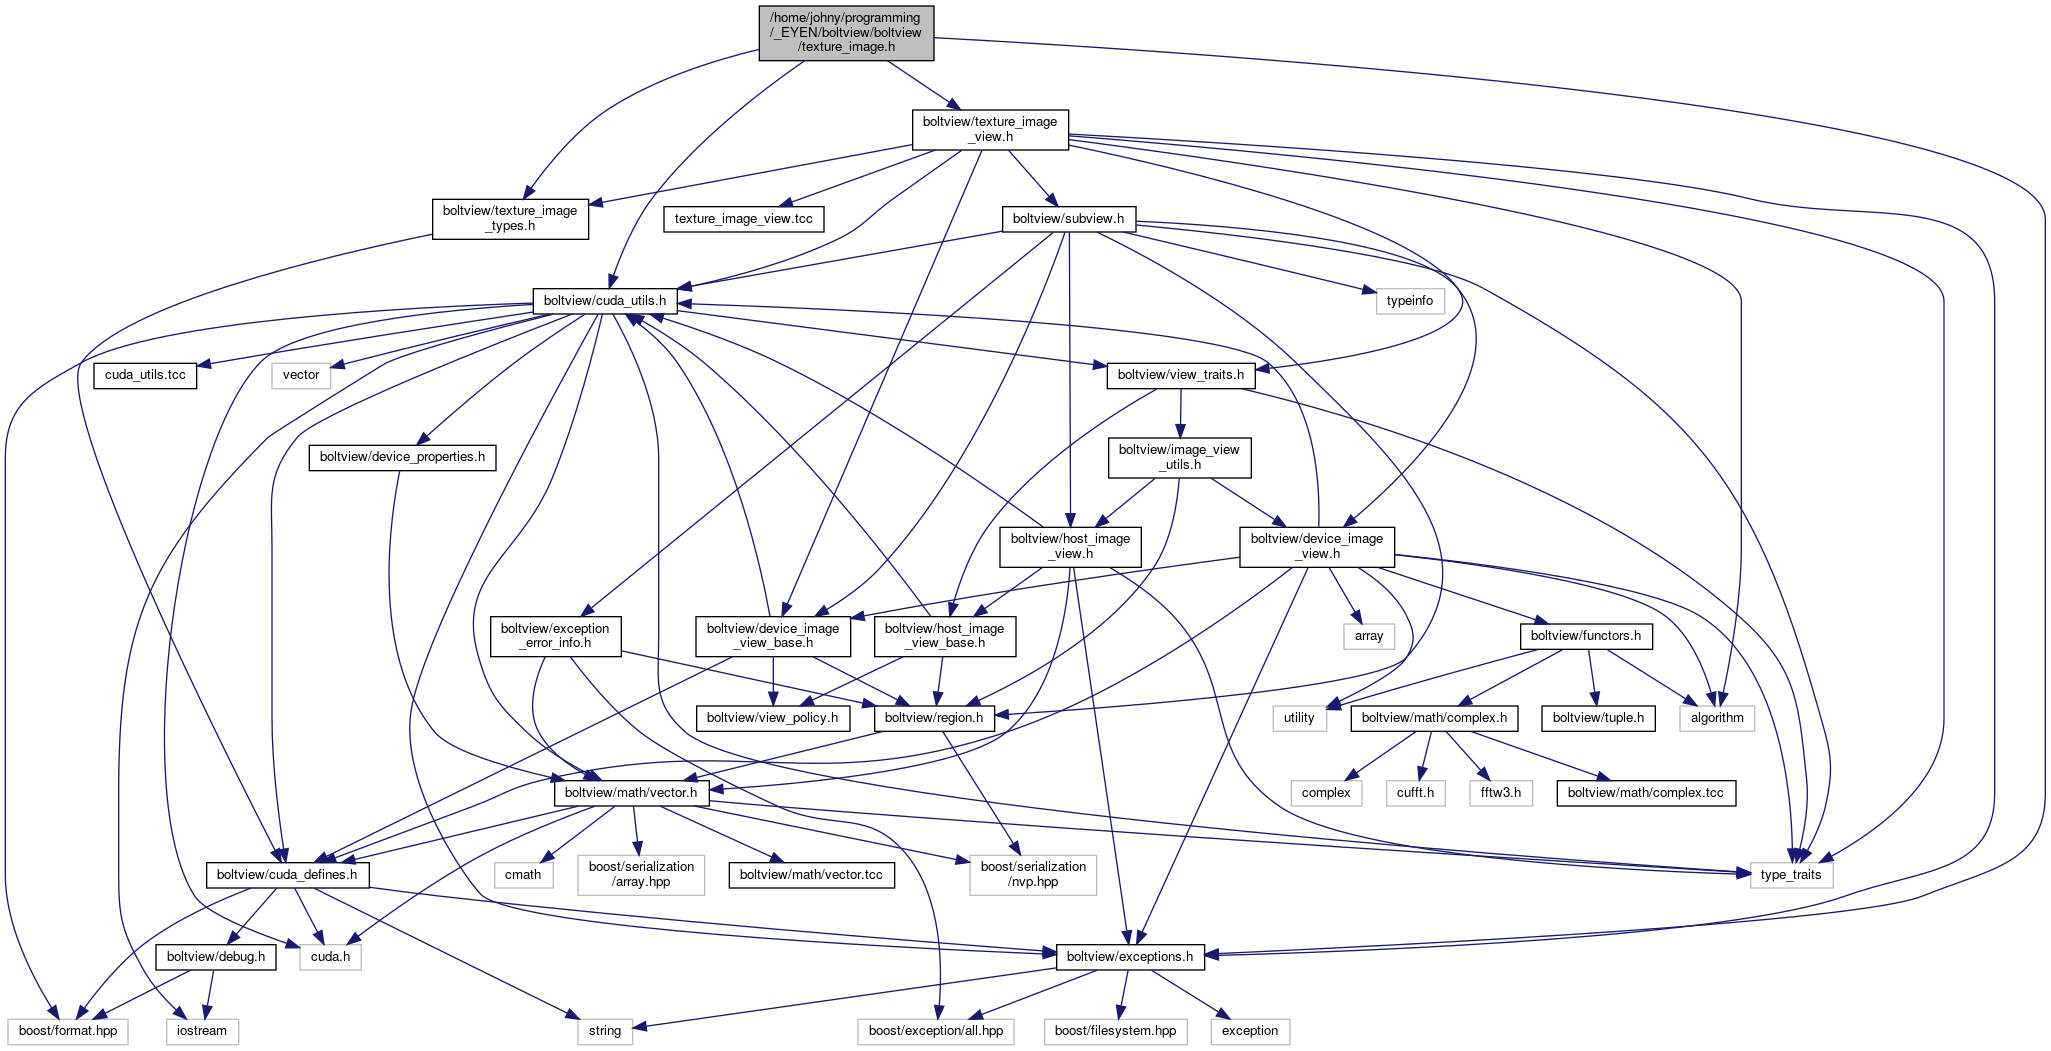 /home/johny/programming
/_EYEN/boltview/boltview
/texture_image.h
boltview/texture_image
_view.h
boltview/texture_image
_types.h
texture_image_view.tcc
boltview/subview.h
boltview/cuda_utils.h
typeinfo
cuda_utils.tcc
vector
boltview/view_traits.h
boltview/device_properties.h
boltview/image_view
_utils.h
boltview/host_image
_view.h
boltview/device_image
_view.h
boltview/exception
_error_info.h
boltview/device_image
_view_base.h
boltview/host_image
_view_base.h
array
boltview/functors.h
boltview/view_policy.h
boltview/region.h
utility
boltview/math/complex.h
boltview/tuple.h
algorithm
boltview/math/vector.h
complex
cufft.h
fftw3.h
boltview/math/complex.tcc
boltview/cuda_defines.h
cmath
boost/serialization
/array.hpp
boltview/math/vector.tcc
boost/serialization
/nvp.hpp
type_traits
boltview/debug.h
cuda.h
boltview/exceptions.h
boost/format.hpp
iostream
string
boost/exception/all.hpp
boost/filesystem.hpp
exception